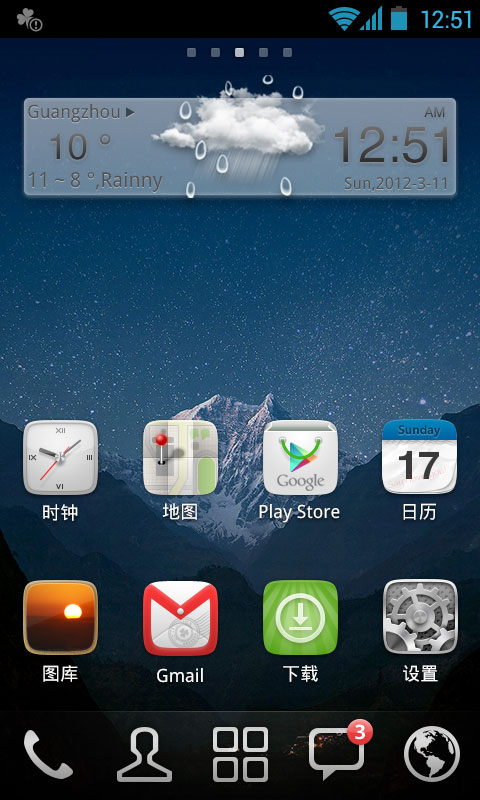 12:51
Guangzhou
AM
10 °
12:51
11 ~ 8 °,Rainny
Sun,2012-3-11
XII
IX III
VI
Google
Sunday
17
时钟
地图
Play Store
日历
图库
Gmail
下载
设置
3